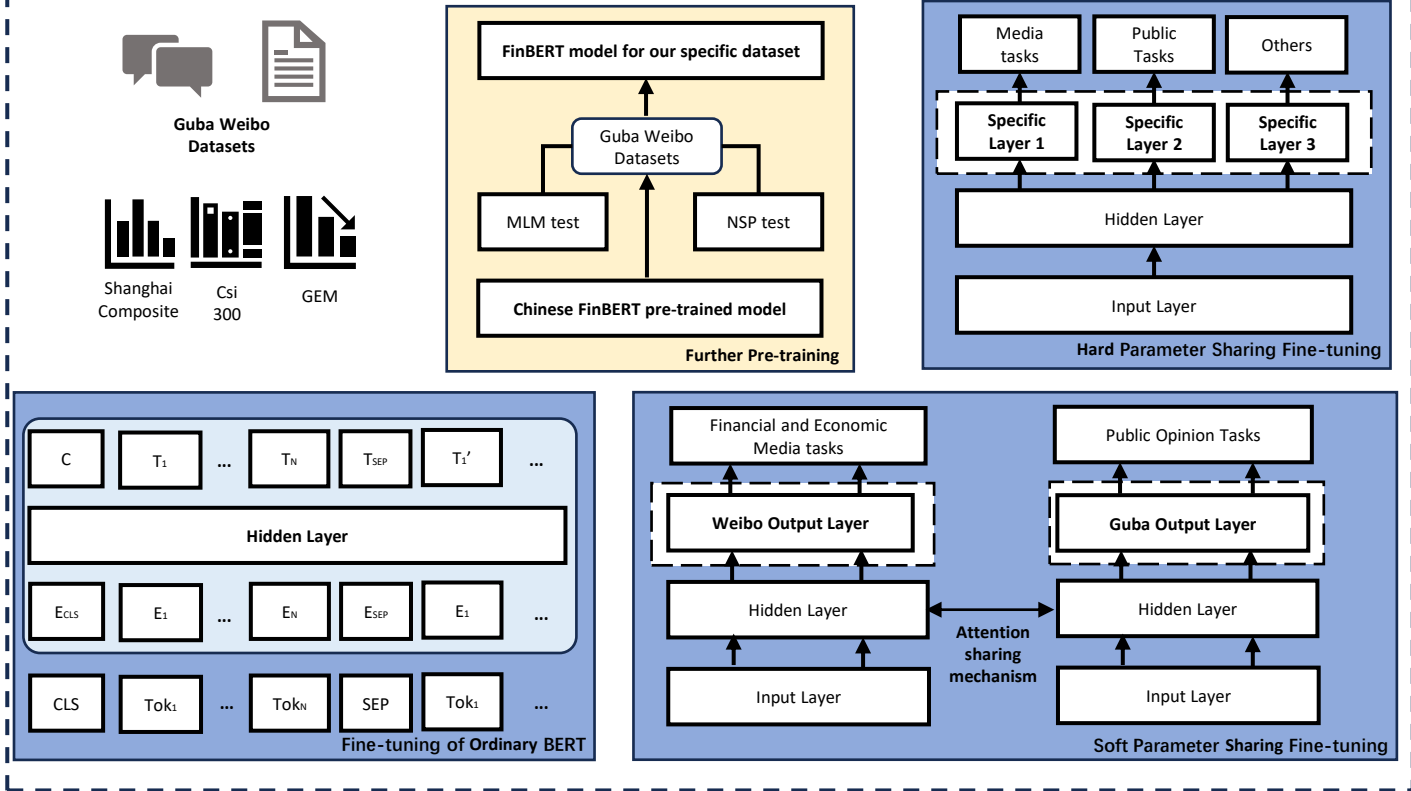 Guba Weibo
Datasets
Shanghai
Composite
Csi
300
GEM
FinBERT model for our specific dataset
Guba Weibo
Datasets
MLM test
NSP test
Chinese FinBERT pre-trained model
Further Pre-training
Media
tasks
Public
Tasks
Others
Specific
Layer 1
Specific
Layer 2
Specific
Layer 3
Hidden Layer
Input Layer
Hard Parameter Sharing Fine-tuning
C
T1
...
TN
TSEP
T1’
...
Hidden Layer
ECLS
E1
...
EN
ESEP
E1
...
CLS
Tok1
...
TokN
SEP
Tok1
...
Fine-tuning of Ordinary BERT
Financial and Economic
Media tasks
Weibo Output Layer
Hidden Layer
Input Layer
Attention
sharing
mechanism
Public Opinion Tasks
Guba Output Layer
Hidden Layer
Input Layer
Soft Parameter Sharing Fine-tuning